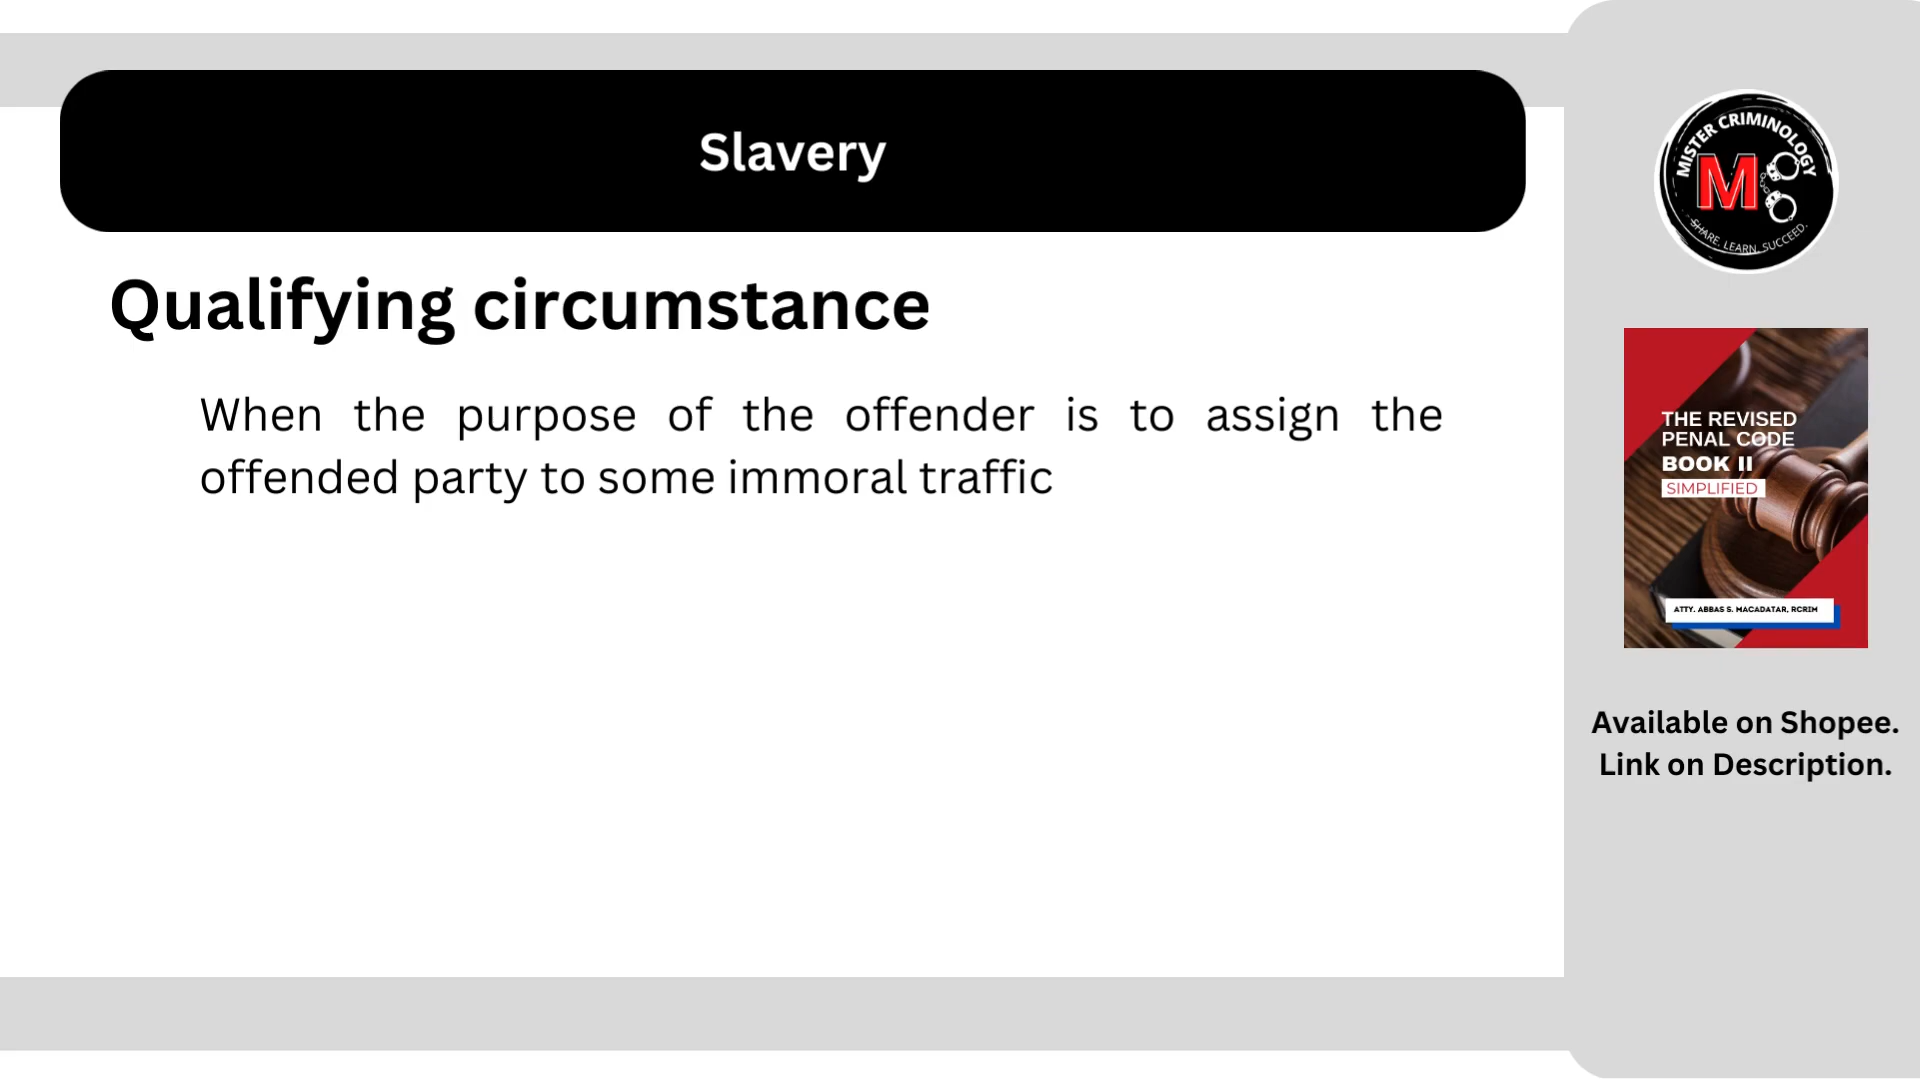 Slavery
Qualifying circumstance
When the purpose of the offender is to assign the
offended party to some immoral traffic
MISTER CRIMINOLOGY
M
SHARE. LEARN. SUCCEED.
THE REVISED
PENAL CODE
BOOK II
SIMPLIFIED
ATTY. ABBAS S. MACADATAR, RCRIM
Available on Shopee.
Link on Description.